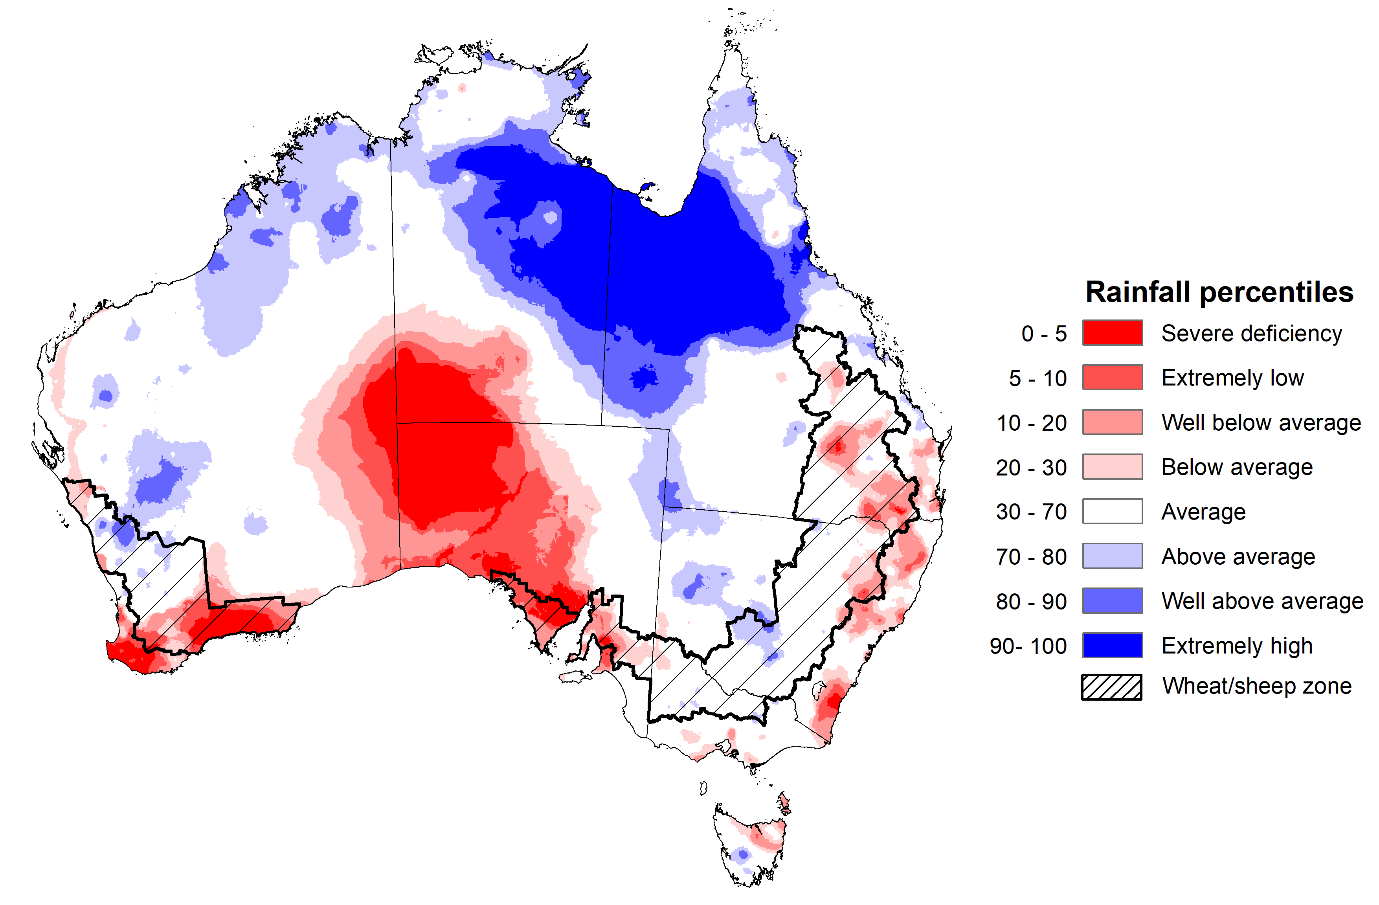 Rainfall percentiles
0 - 5 Severe deficiency
5 - 10 Extremely low
10 - 20 Well below average
20 - 30 Below average
30 - 70 Average
70 - 80 Above average
80 - 90 Well above average
90- 100 Extremely high
Wheat/sheep zone